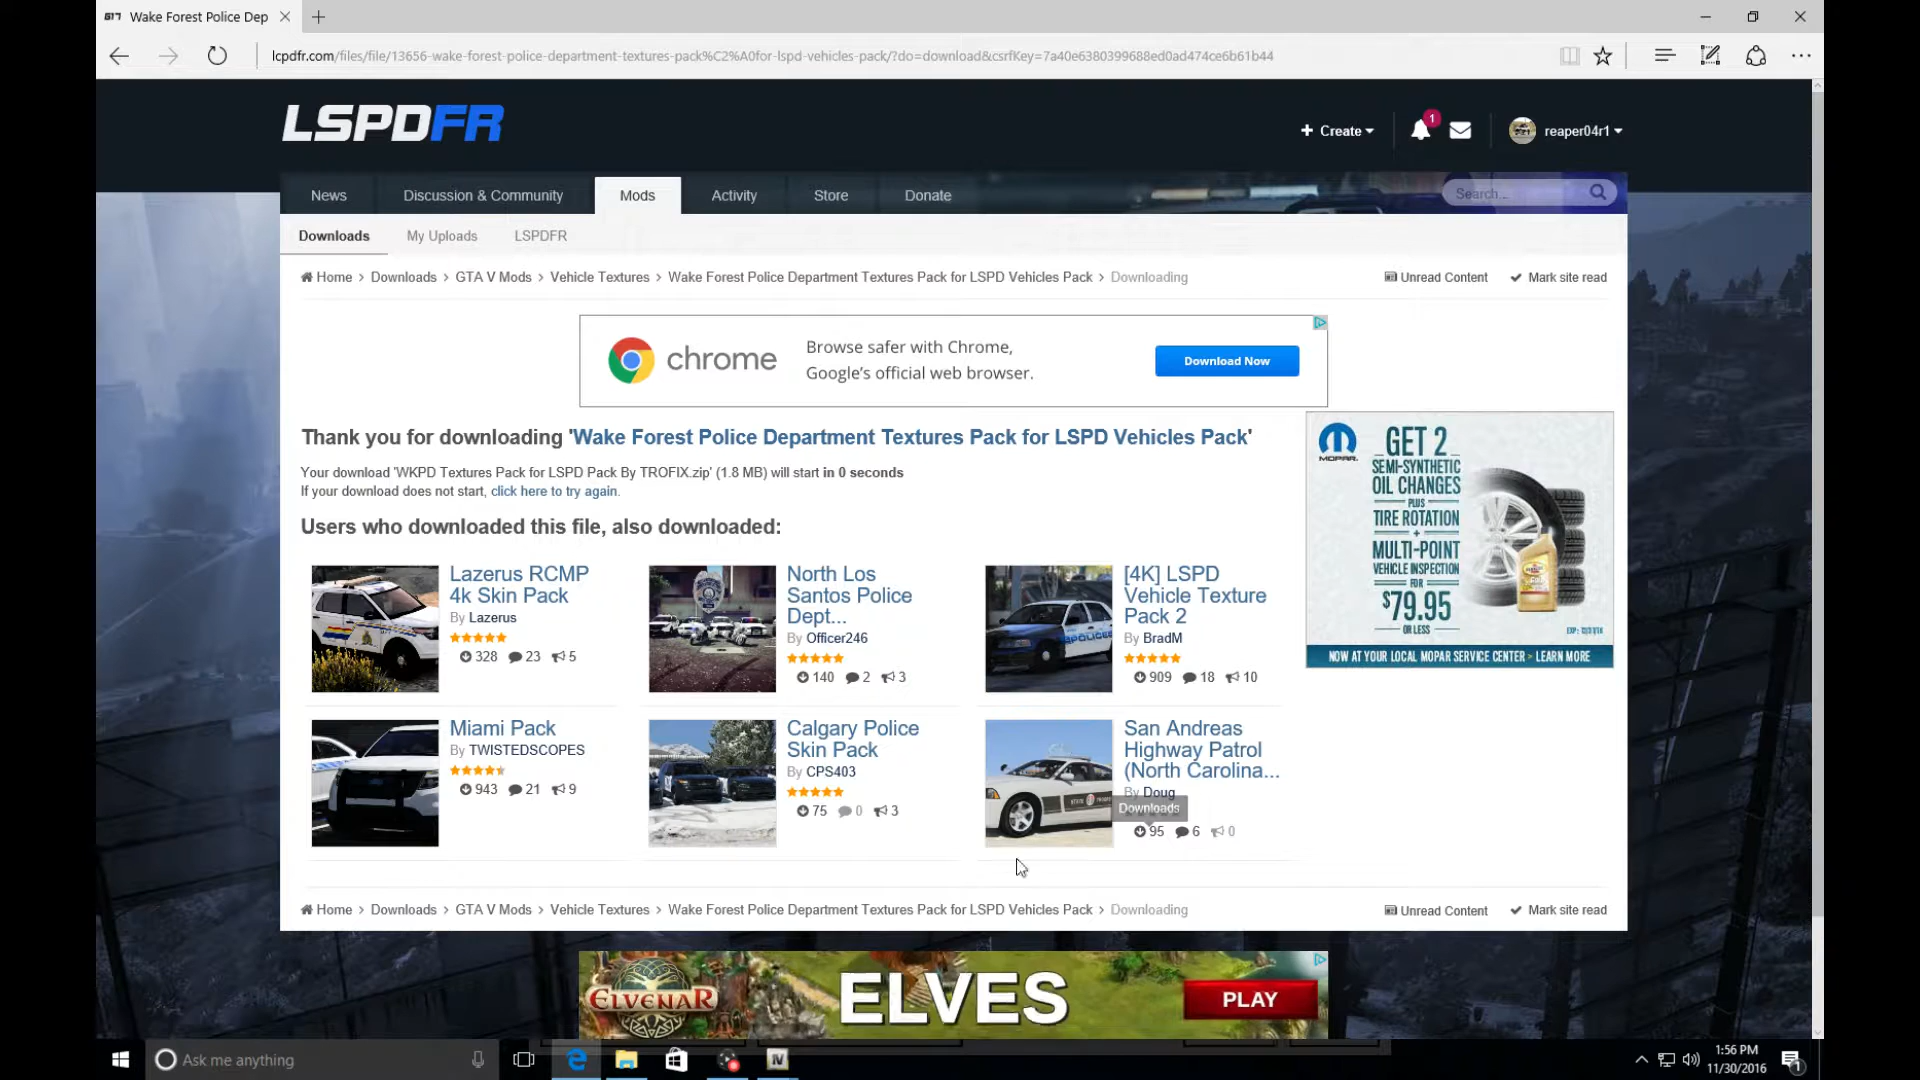 Wake Forest Police Dep
lcpdfr.com/files/file/13656-wake-forest-police-department-textures-pack%C2%A0for-lspd-vehicles-pack/?do=download&csrfKey=7a40e6380399688ed0ad474ce6b61b44
LSPDFR
+ Create
1
reaper04r1
News
Discussion & Community
Mods
Activity
Store
Donate
Search...
Downloads
My Uploads
LSPDFR
Home > Downloads > GTA V Mods > Vehicle Textures > Wake Forest Police Department Textures Pack for LSPD Vehicles Pack > Downloading
Unread Content
Mark site read
chrome
Browse safer with Chrome,
Google's official web browser.
Download Now
Thank you for downloading 'Wake Forest Police Department Textures Pack for LSPD Vehicles Pack'
Your download 'WKPD Textures Pack for LSPD Pack By TROFIX.zip' (1.8 MB) will start in 0 seconds
If your download does not start, click here to try again.
Users who downloaded this file, also downloaded:
Lazerus RCMP
4k Skin Pack
By Lazerus
328 23 5
North Los
Santos Police
Dept...
By Officer246
140 2 3
[4K] LSPD
Vehicle Texture
Pack 2
By BradM
909 18 10
Miami Pack
By TWISTEDSCOPES
943 21 9
Calgary Police
Skin Pack
By CPS403
75 0 3
San Andreas
Highway Patrol
(North Carolina...
By Doug
Downloads
95 6 0
MOPAR
GET 2
SEMI-SYNTHETIC
OIL CHANGES
PLUS
TIRE ROTATION
+
MULTI-POINT
VEHICLE INSPECTION
FOR
$79.95
OR LESS
NOW AT YOUR LOCAL MOPAR SERVICE CENTER > LEARN MORE
Home > Downloads > GTA V Mods > Vehicle Textures > Wake Forest Police Department Textures Pack for LSPD Vehicles Pack > Downloading
Unread Content
Mark site read
ELVENAR
ELVES
PLAY
Ask me anything
IV
1:56 PM
11/30/2016
1